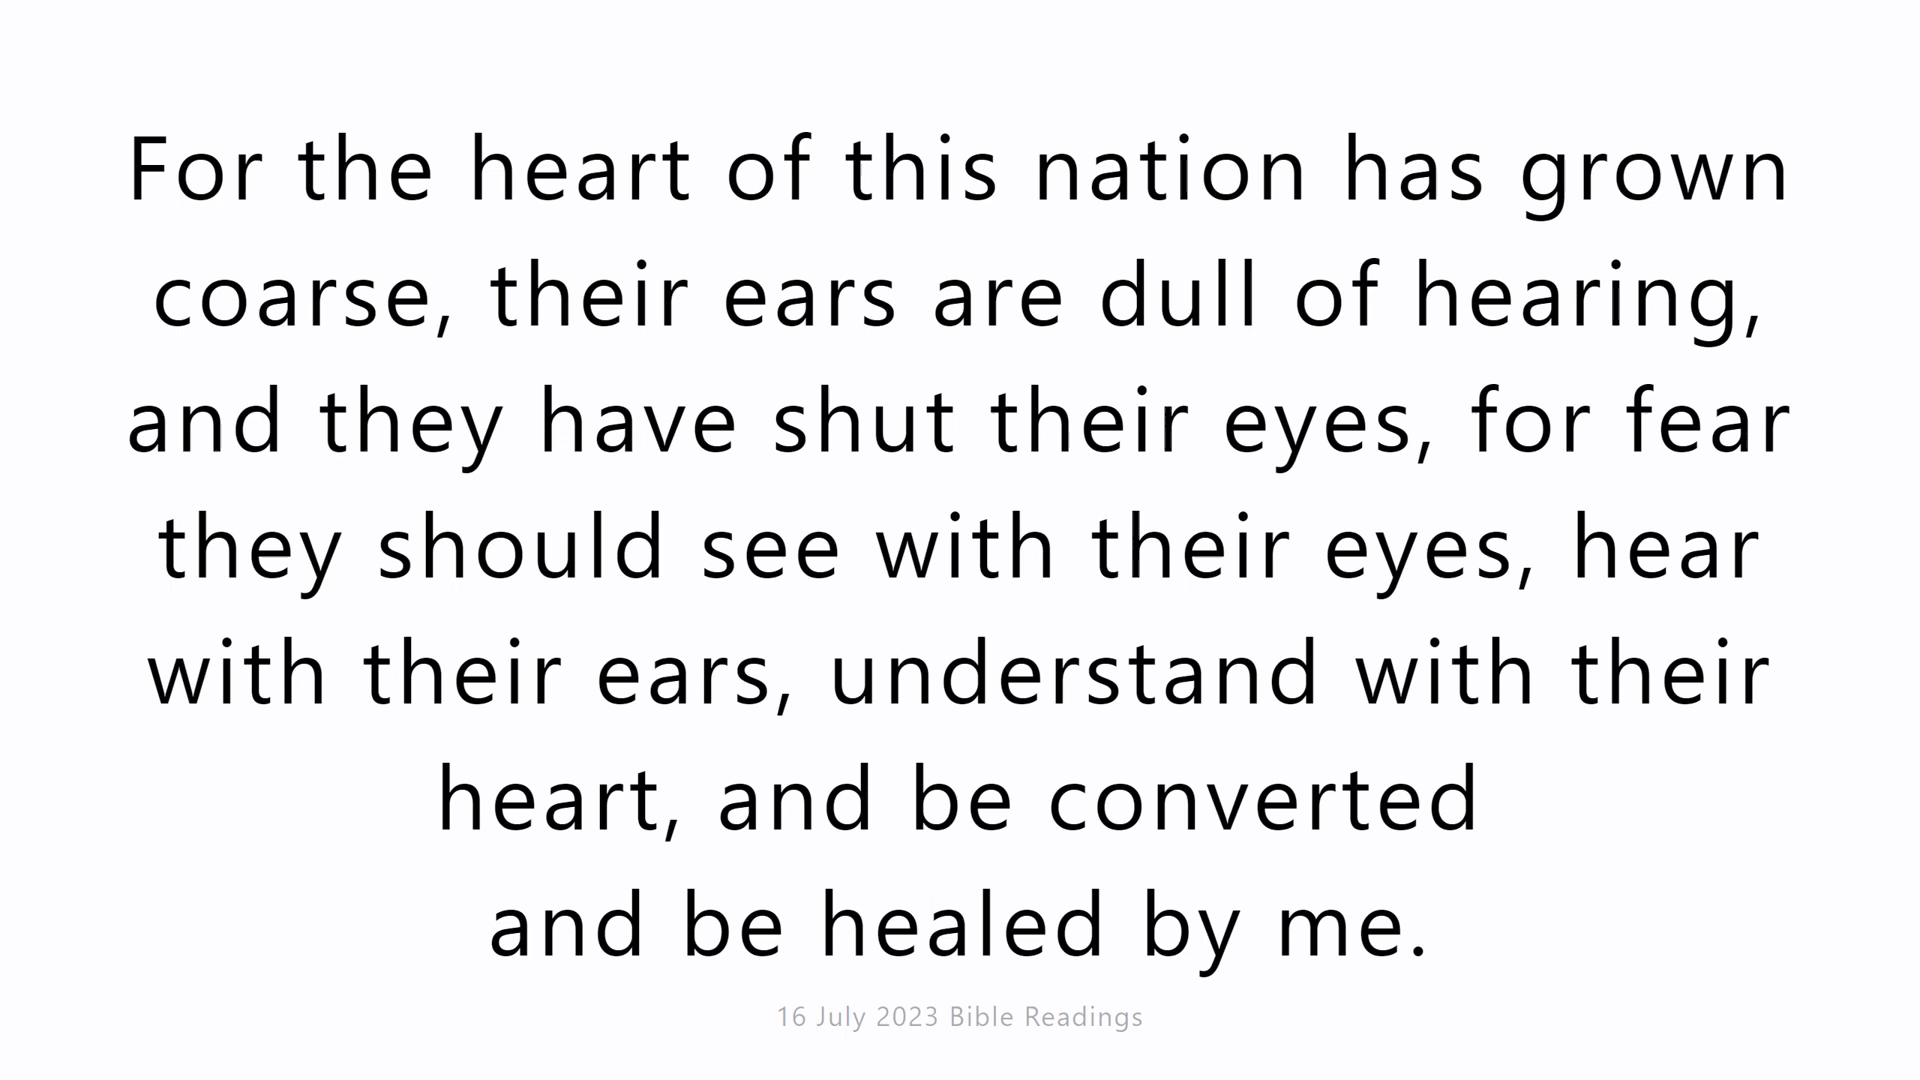 For the heart of this nation has grown
coarse, their ears are dull of hearing,
and they have shut their eyes, for fear
they should see with their eyes, hear
with their ears, understand with their
heart, and be converted
and be healed by me.
16 July 2023 Bible Readings